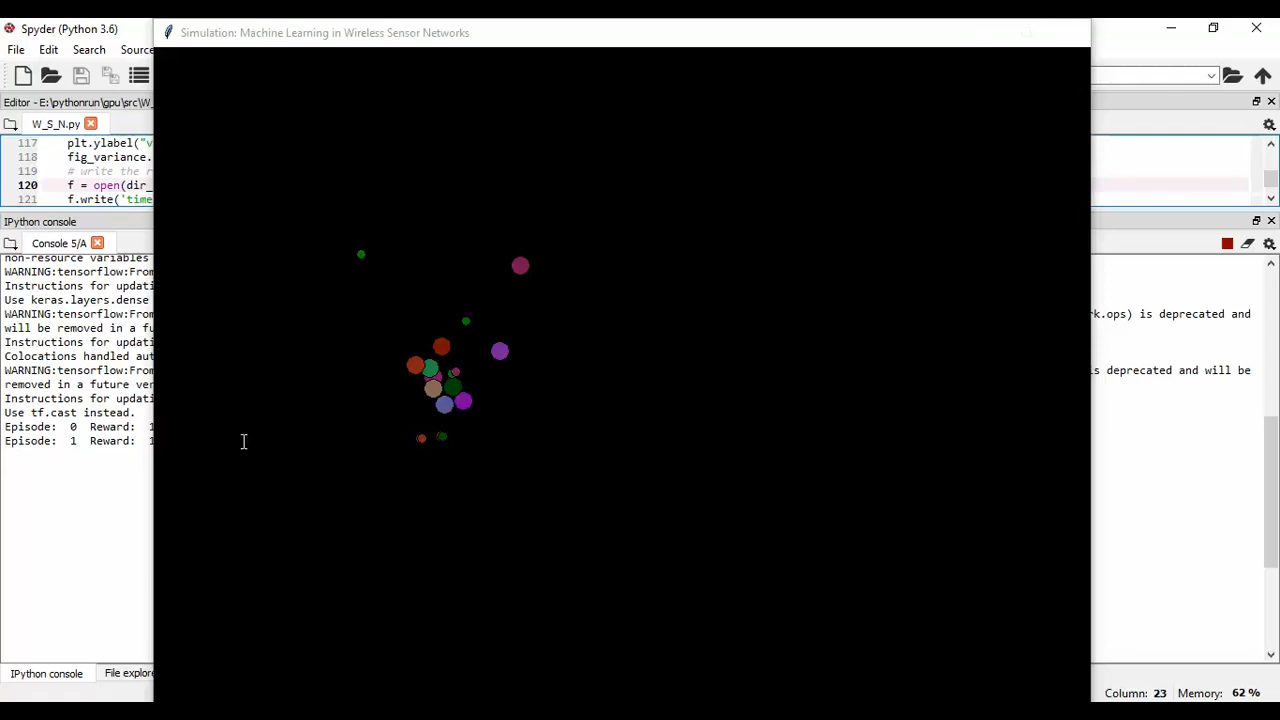 Spyder (Python 3.6)
Simulation: Machine Learning in Wireless Sensor Networks
File Edit Search Source
Editor - E:\pythonrun\gpu\src\W_
W_S_N.py
117 plt.ylabel("v
118 fig_variance.
119 # write the r
120 f = open(dir_
121 f.write('time
IPython console
Console 5/A
non-resource variables
WARNING:tensorflow:From
Instructions for updati
Use keras.layers.dense
WARNING:tensorflow:From rk.ops) is deprecated and
will be removed in a fu
Instructions for updati
Colocations handled aut
WARNING:tensorflow:From s deprecated and will be
removed in a future ver
Instructions for updati
Use tf.cast instead.
Episode: 0 Reward: 1
Episode: 1 Reward: 1
IPython console File explore
Column: 23 Memory: 62 %